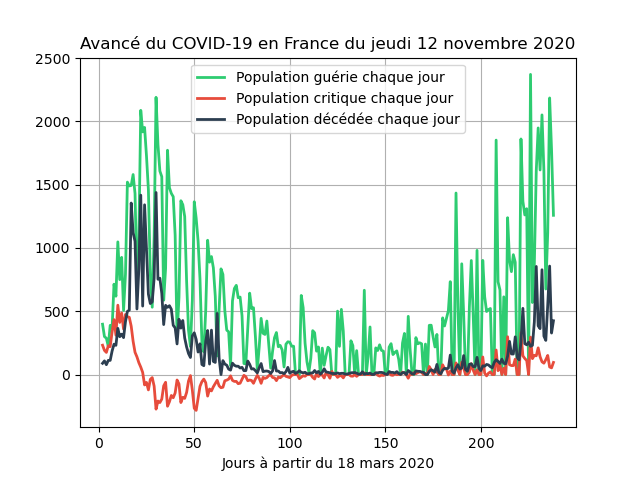 Avancé du COVID-19 en France du jeudi 12 novembre 2020
2500
2000
1500
1000
500
0
Population guérie chaque jour
Population critique chaque jour
Population décédée chaque jour
0 50 100 150 200
Jours à partir du 18 mars 2020